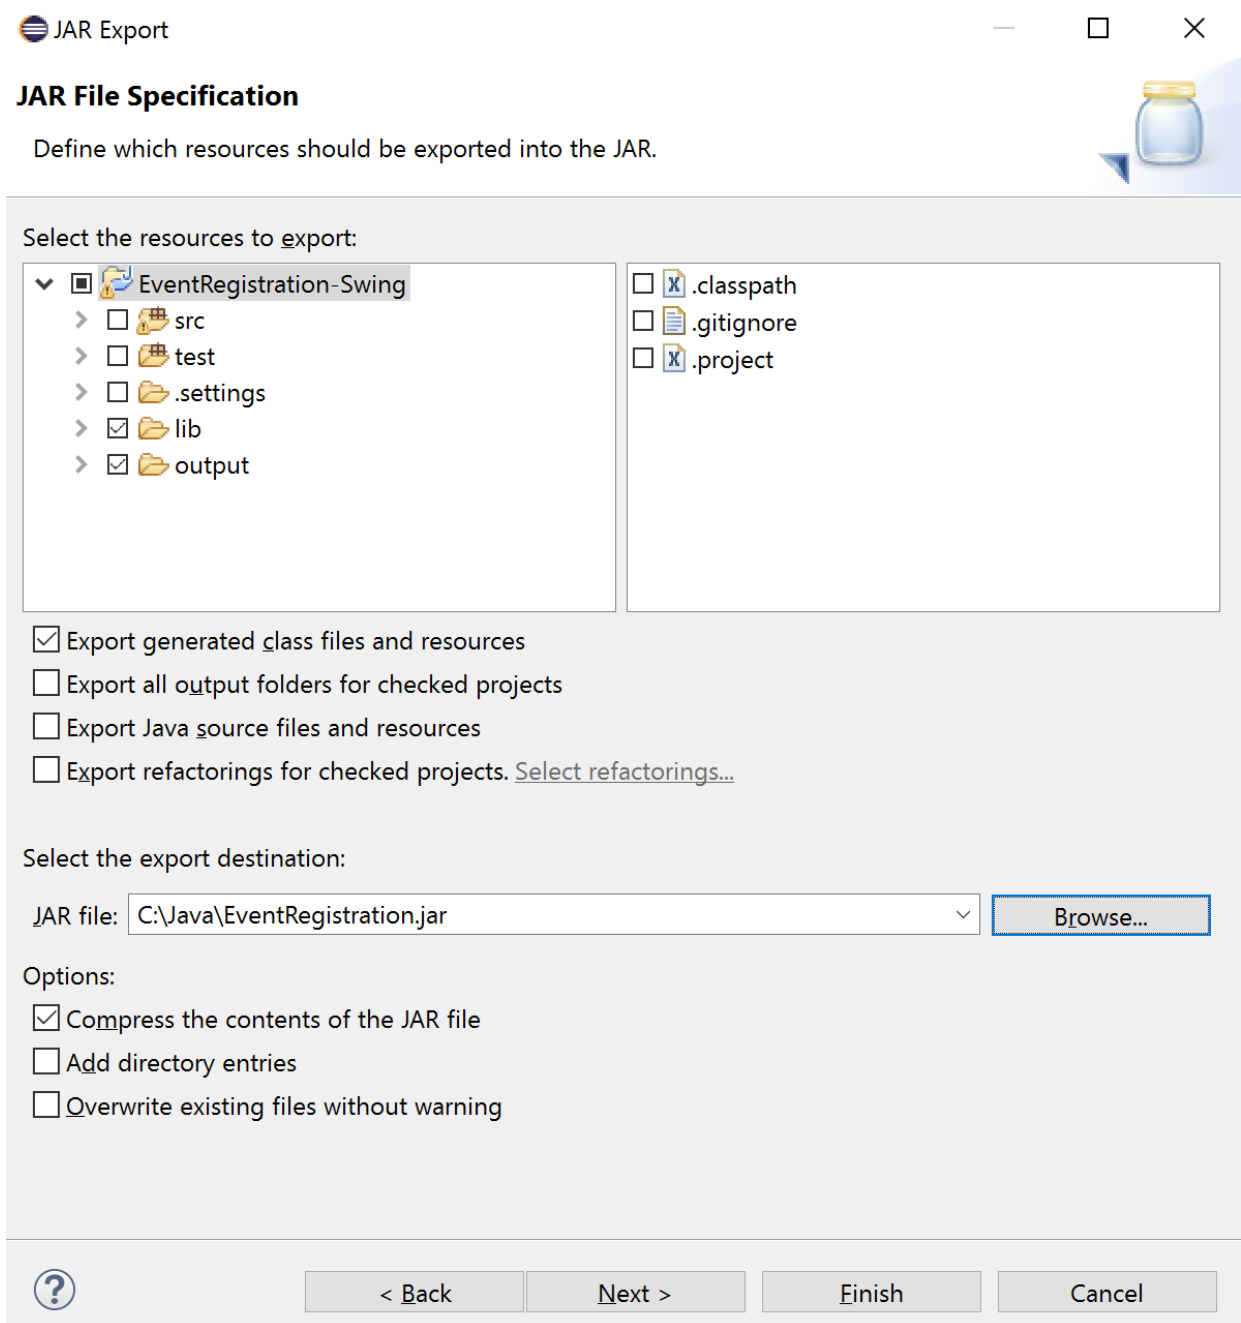 JAR Export
JAR File Specification
Define which resources should be exported into the JAR.
Select the resources to export:
EventRegistration-Swing
src
test
.settings
lib
output
.classpath
.gitignore
.project
Export generated class files and resources
Export all output folders for checked projects
Export Java source files and resources
Export refactorings for checked projects. Select refactorings...
Select the export destination:
JAR file: C:\Java\EventRegistration.jar Browse...
Options:
Compress the contents of the JAR file
Add directory entries
Overwrite existing files without warning
? < Back Next > Finish Cancel